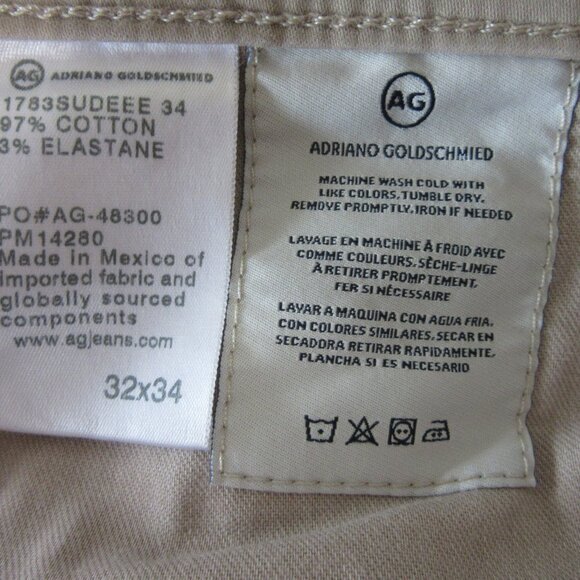 AG ADRIANO GOLDSCHMIED
1783SUDEEE 34
97% COTTON
3% ELASTANE
PO#AG-48300
PM14280
Made in Mexico of
imported fabric and
globally sourced
components
www.agjeans.com
32x34
AG
ADRIANO GOLDSCHMIED
MACHINE WASH COLD WITH
LIKE COLORS. TUMBLE DRY.
REMOVE PROMPTLY. IRON IF NEEDED
LAVAGE EN MACHINE À FROID AVEC
COMME COULEURS. SÈCHE-LINGE
À RETIRER PROMPTEMENT.
FER SI NÉCESSAIRE
LAVAR A MAQUINA CON AGUA FRIA.
CON COLORES SIMILARES. SECAR EN
SECADORA RETIRAR RAPIDAMENTE.
PLANCHA SI ES NECESARIO